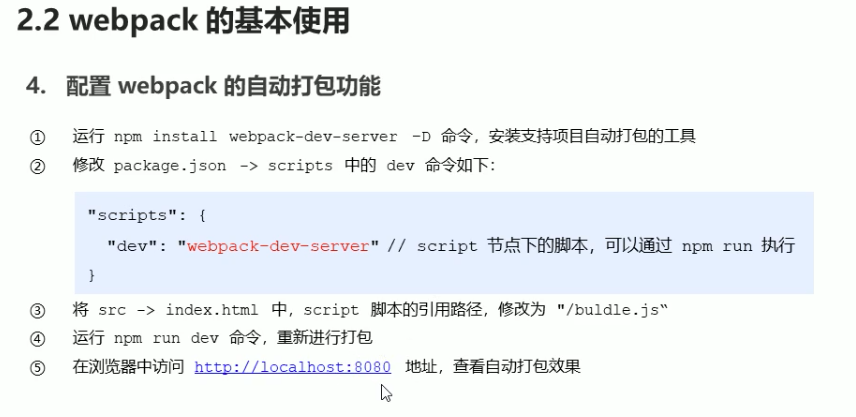 2.2 webpack 的基本使用
4. 配置 webpack 的自动打包功能
① 运行 npm install webpack-dev-server -D 命令，安装支持项目自动打包的工具
② 修改 package.json -> scripts 中的 dev 命令如下：
"scripts": {
"dev": "webpack-dev-server" // script 节点下的脚本，可以通过 npm run 执行
}
③ 将 src -> index.html 中，script 脚本的引用路径，修改为 "/buldle.js“
④ 运行 npm run dev 命令，重新进行打包
⑤ 在浏览器中访问 http://localhost:8080 地址，查看自动打包效果